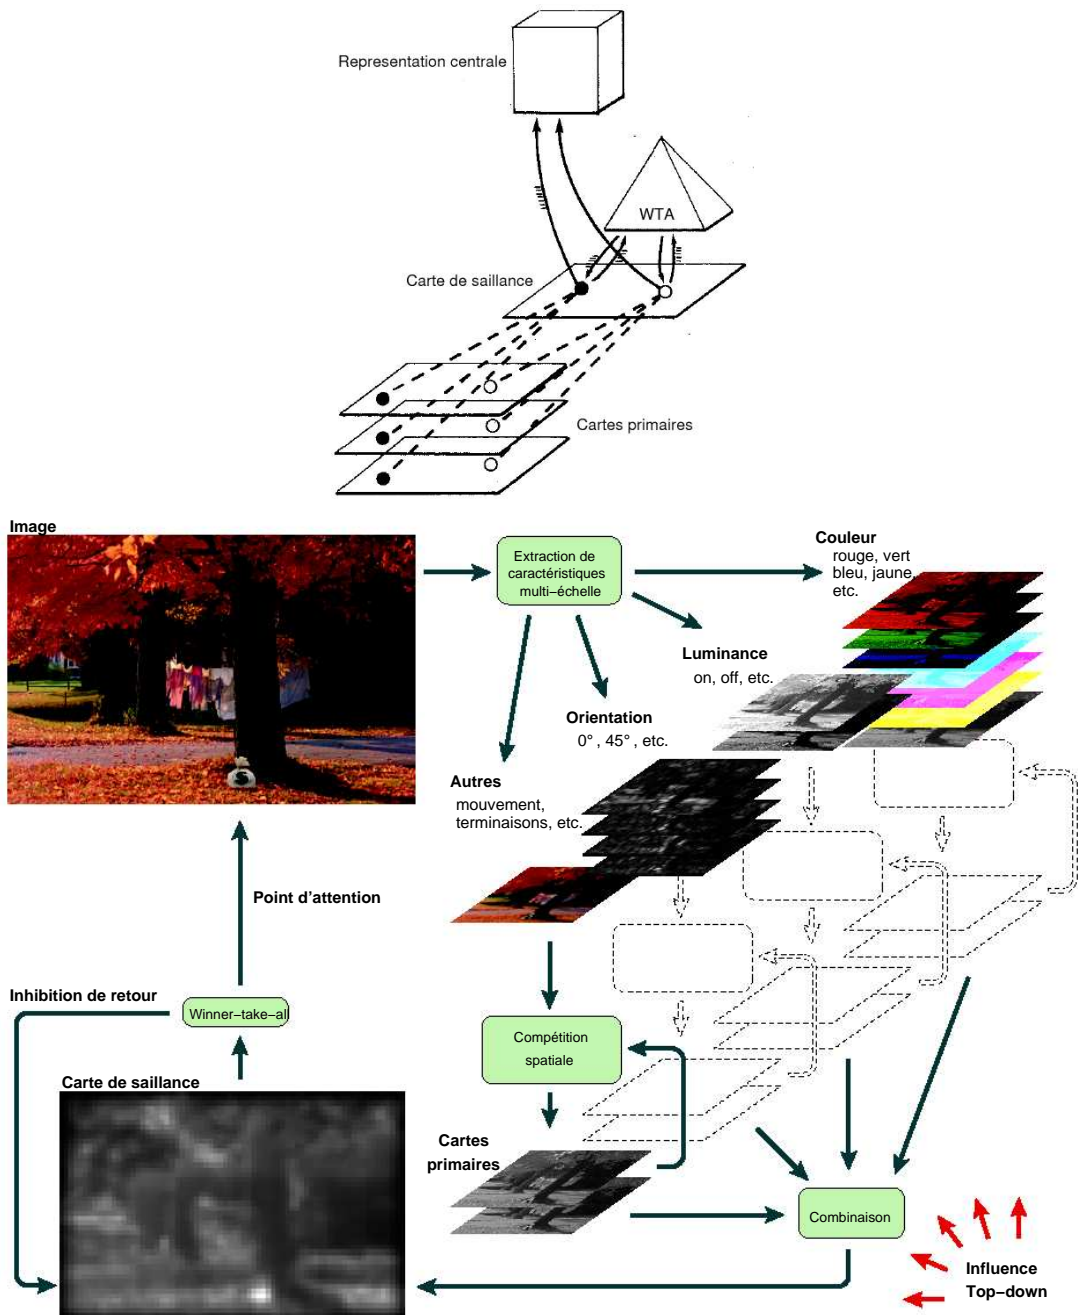 Representation centrale
WTA
Carte de saillance
Cartes primaires
Image
Extraction de
caractéristiques
multi-échelle
Couleur
rouge, vert
bleu, jaune,
etc.
Luminance
on, off, etc.
Orientation
0°, 45°, etc.
Autres
mouvement,
terminaisons, etc.
Point d'attention
Inhibition de retour
Winner-take-all
Compétition
spatiale
Carte de saillance
Cartes
primaires
Combinaison
Influence
Top-down